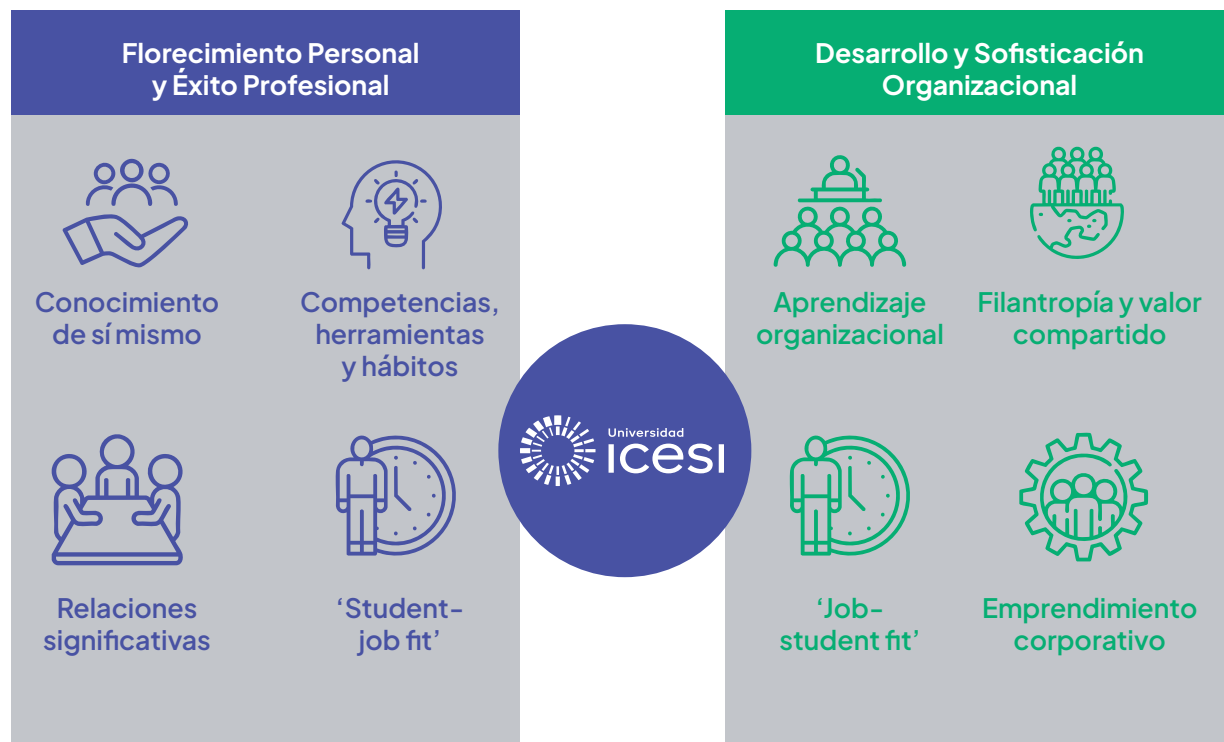 Florecimiento Personal
y Éxito Profesional
Conocimiento
de sí mismo
Competencias,
herramientas
y hábitos
Relaciones
significativas
‘Student-
job fit’
Universidad
icesi
Desarrollo y Sofisticación
Organizacional
Aprendizaje
organizacional
Filantropía y valor
compartido
‘Job-
student fit’
Emprendimiento
corporativo